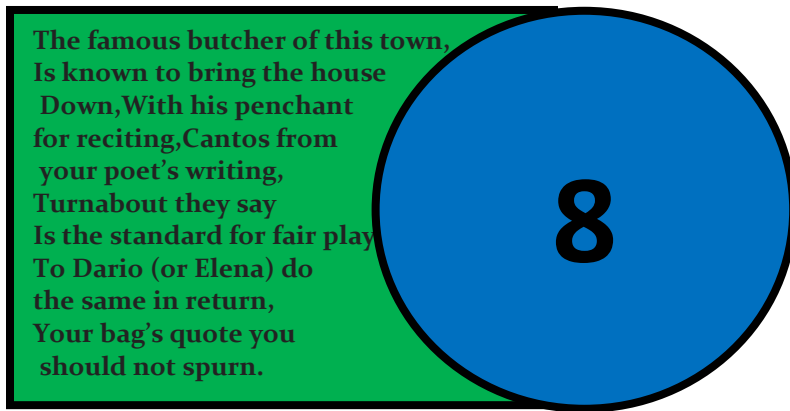 The famous butcher of this town,
Is known to bring the house
Down,With his penchant
for reciting,Cantos from
your poet's writing,
Turnabout they say
Is the standard for fair play
To Dario (or Elena) do
the same in return,
Your bag's quote you
should not spurn.
8